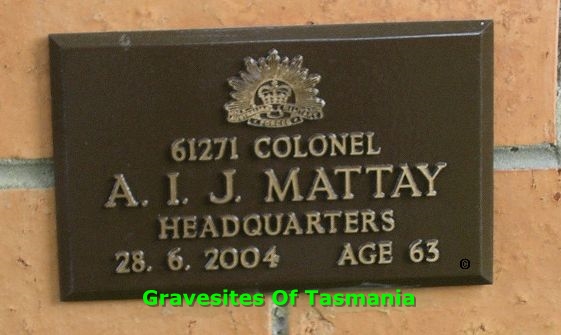 61271 COLONEL
A. I. J. MATTAY
HEADQUARTERS
28. 6. 2004 AGE 63
©
Gravesites Of Tasmania